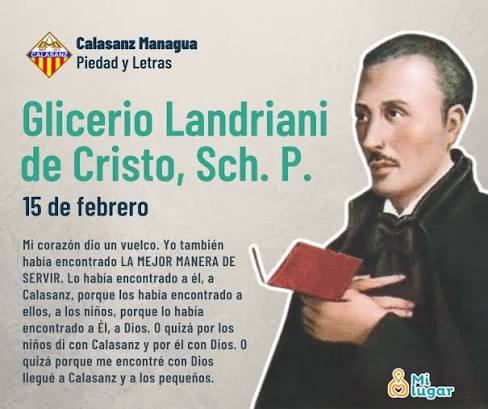 CALASANZ
Calasanz Managua
Piedad y Letras
Glicerio Landriani
de Cristo, Sch. P.
15 de febrero
Mi corazón dio un vuelco. Yo también
había encontrado LA MEJOR MANERA DE
SERVIR. Lo había encontrado a él, a
Calasanz, porque los había encontrado a
ellos, a los niños, porque lo había
encontrado a Él, a Dios. O quizá por los
niños di con Calasanz y por él con Dios. O
quizá porque me encontré con Dios
llegué a Calasanz y a los pequeños.
Mi
lugar